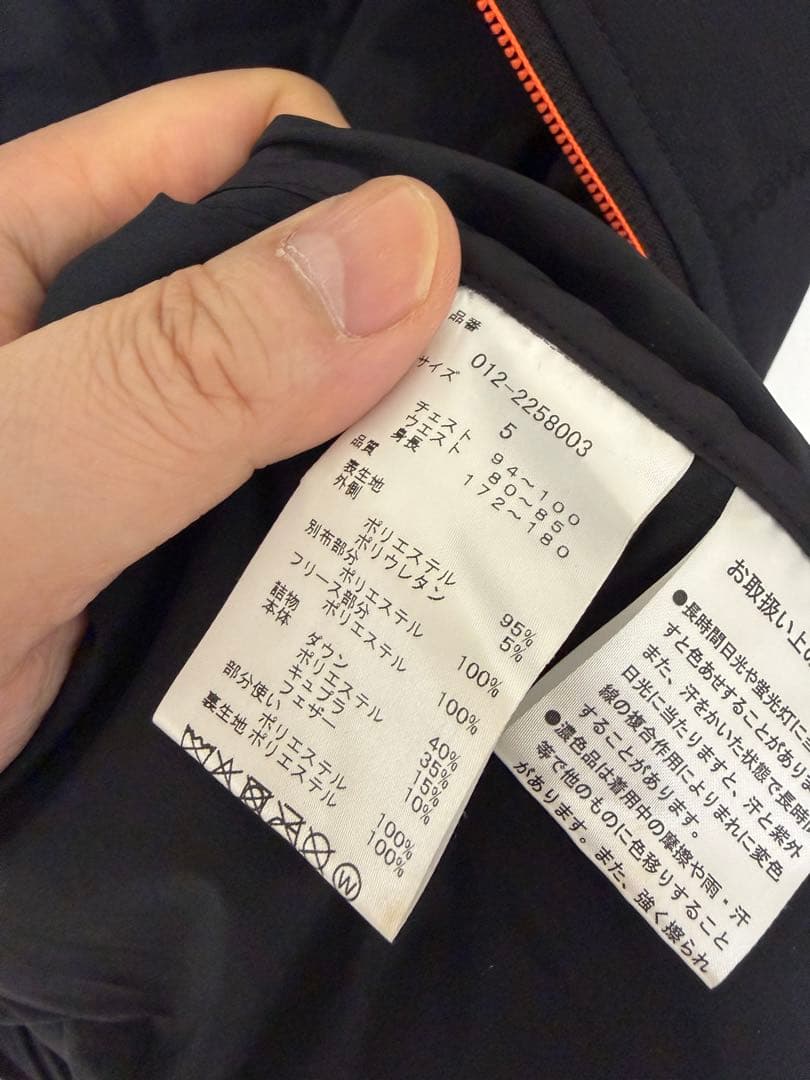 品番
012-2258003
サイズ
5
チェスト 94～100
ウエスト 80～85
身長 172～180
品質
表生地
外側
ポリエステル 95%
ポリウレタン 5%
別布部分
ポリエステル 100%
フリース部分
ポリエステル 100%
詰物
本体
ダウン 40%
ポリエステル 35%
キュプラ 15%
フェザー 10%
部分使い
ポリエステル 100%
裏生地 ポリエステル 100%
W
お取扱い上の
●長時間日光や蛍光灯に当
すと色あせすることがありま
また、汗をかいた状態で長時間
日光に当たりますと、汗と紫外
線の複合作用によりまれに変色
することがあります。
●濃色品は着用中の摩擦や雨・汗
等で他のものに色移りすること
があります。また、強く擦られ